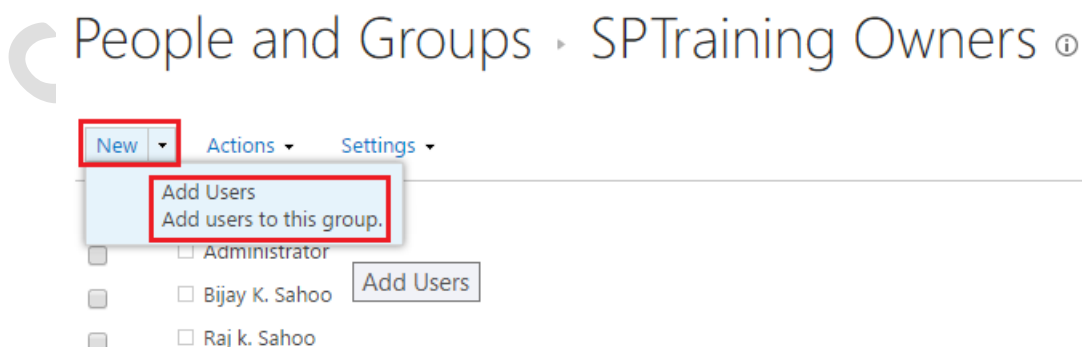 People and Groups ▸ SPTraining Owners ⓘ
New ▾ Actions ▾ Settings ▾
Add Users
Add users to this group.
Administrator
Add Users
Bijay K. Sahoo
Raj k. Sahoo